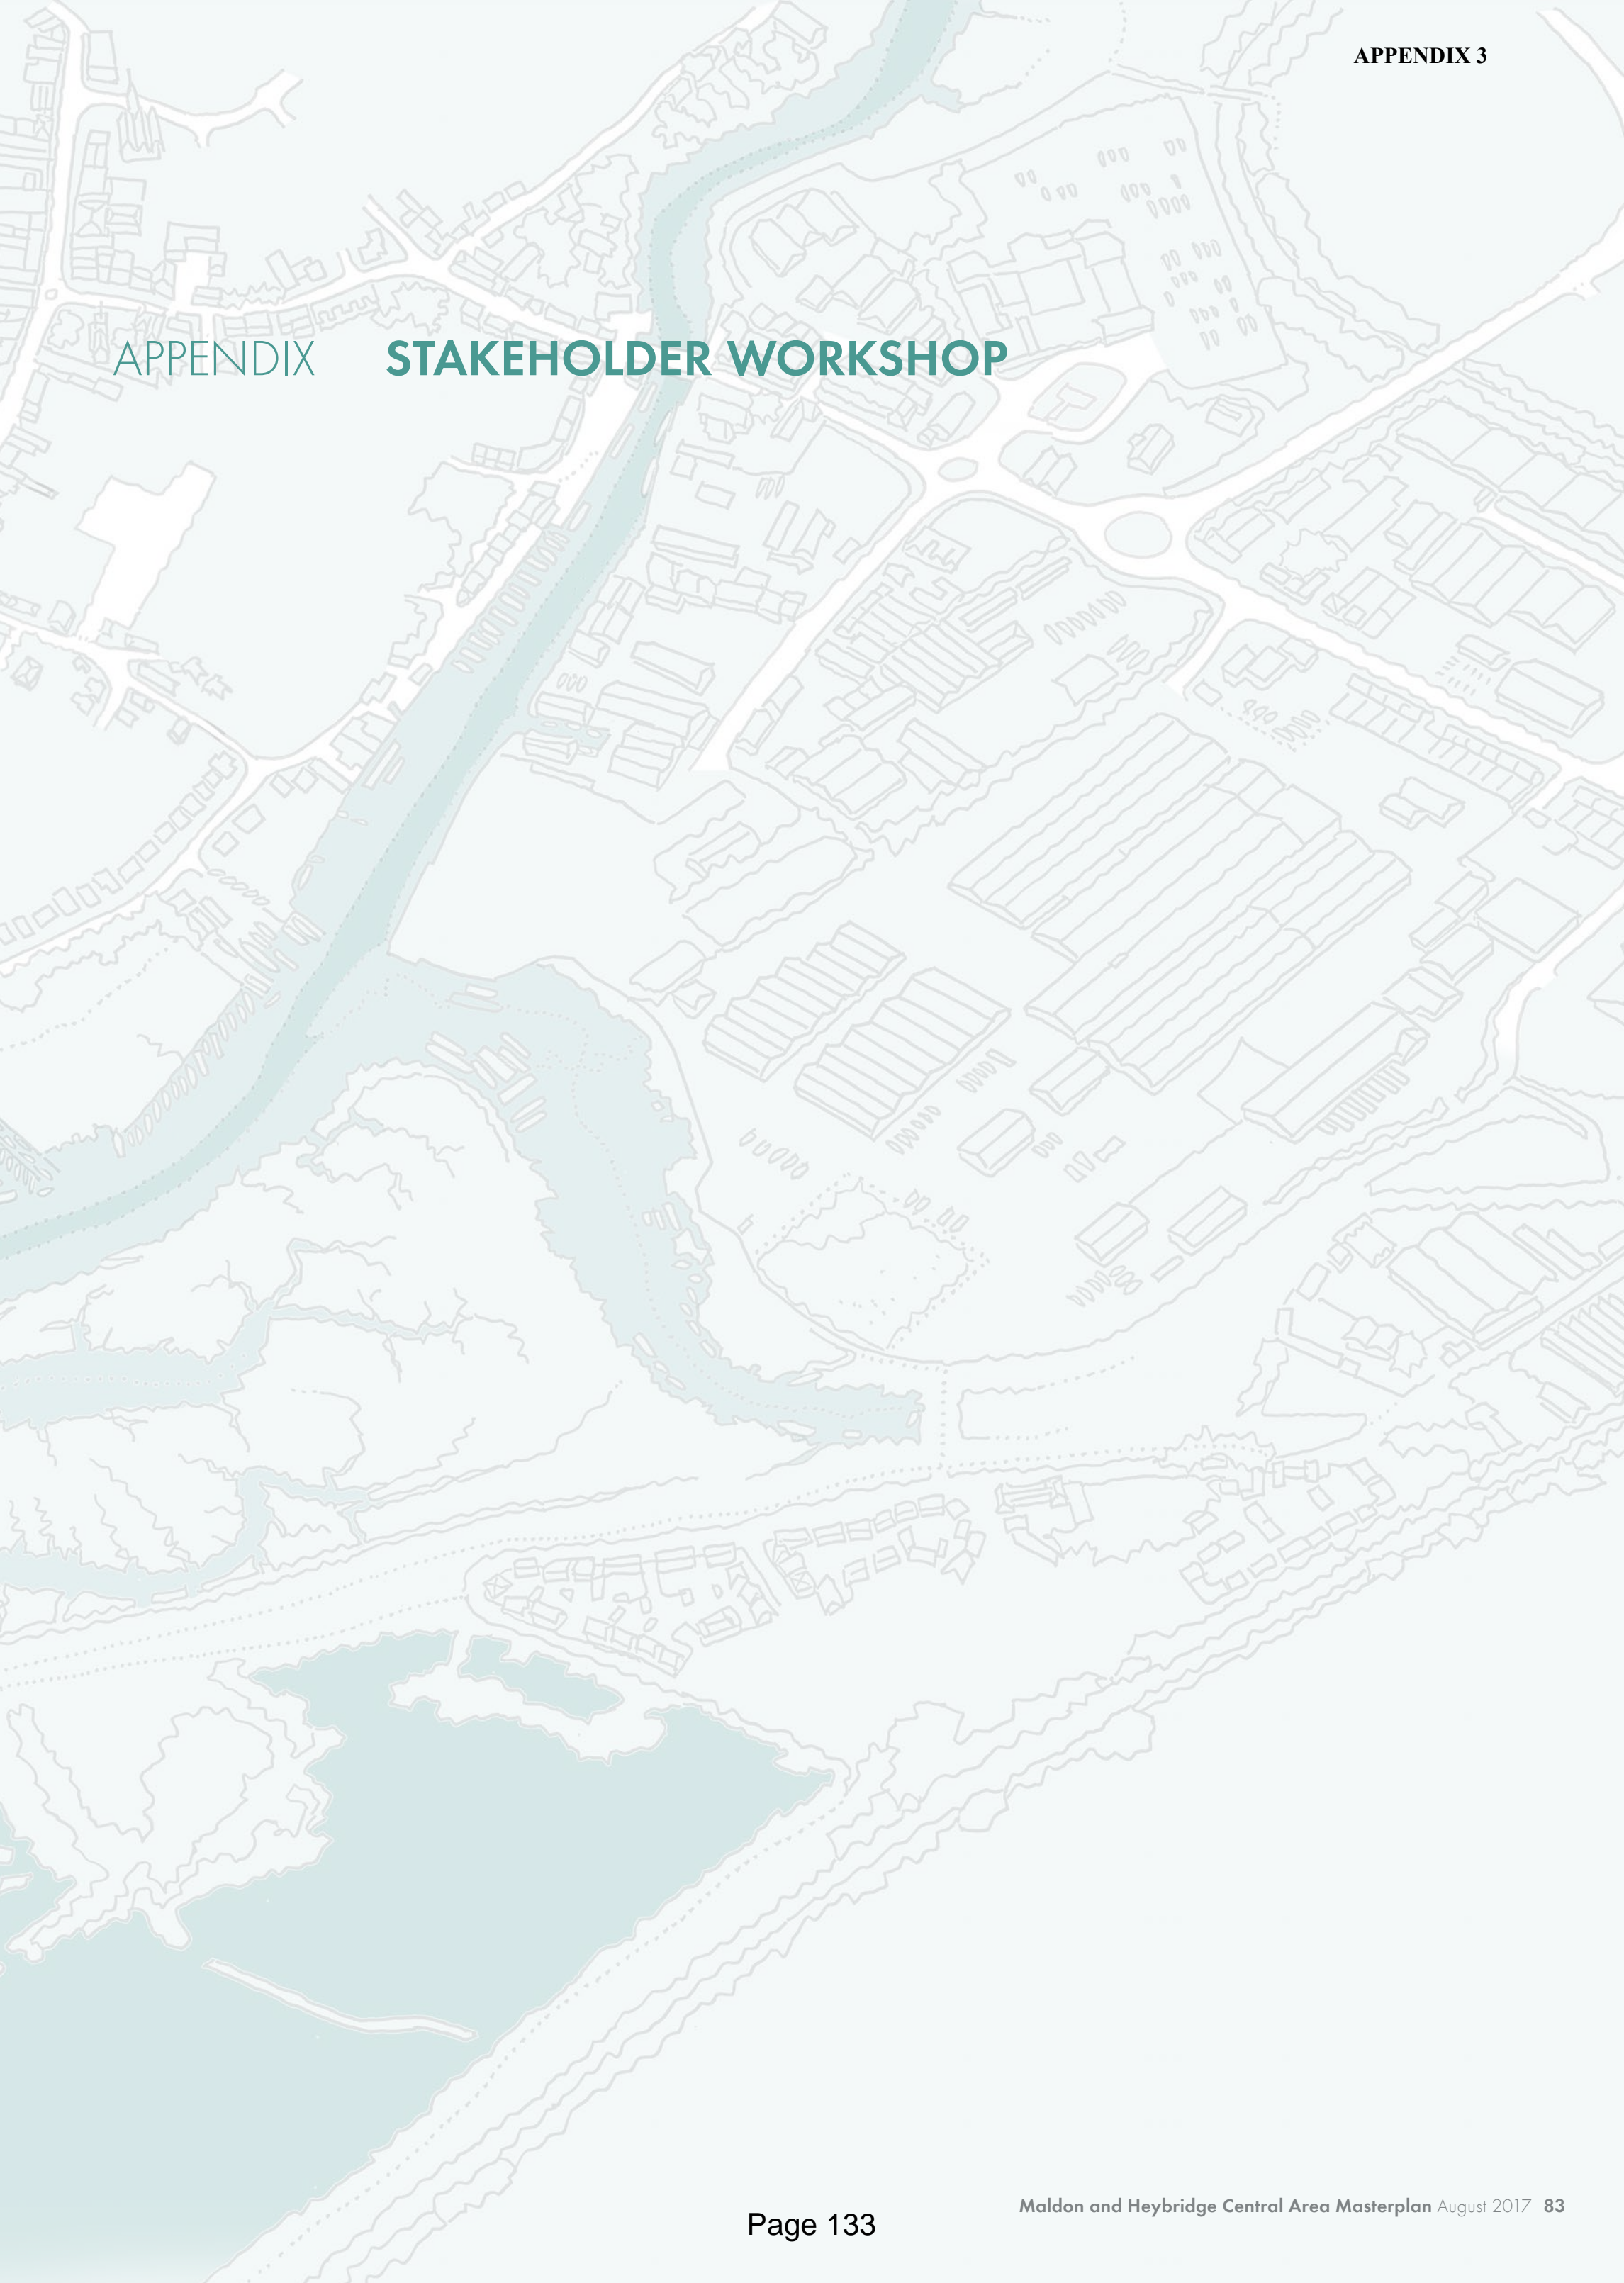 APPENDIX 3
APPENDIX STAKEHOLDER WORKSHOP
Maldon and Heybridge Central Area Masterplan August 2017 83
Page 133